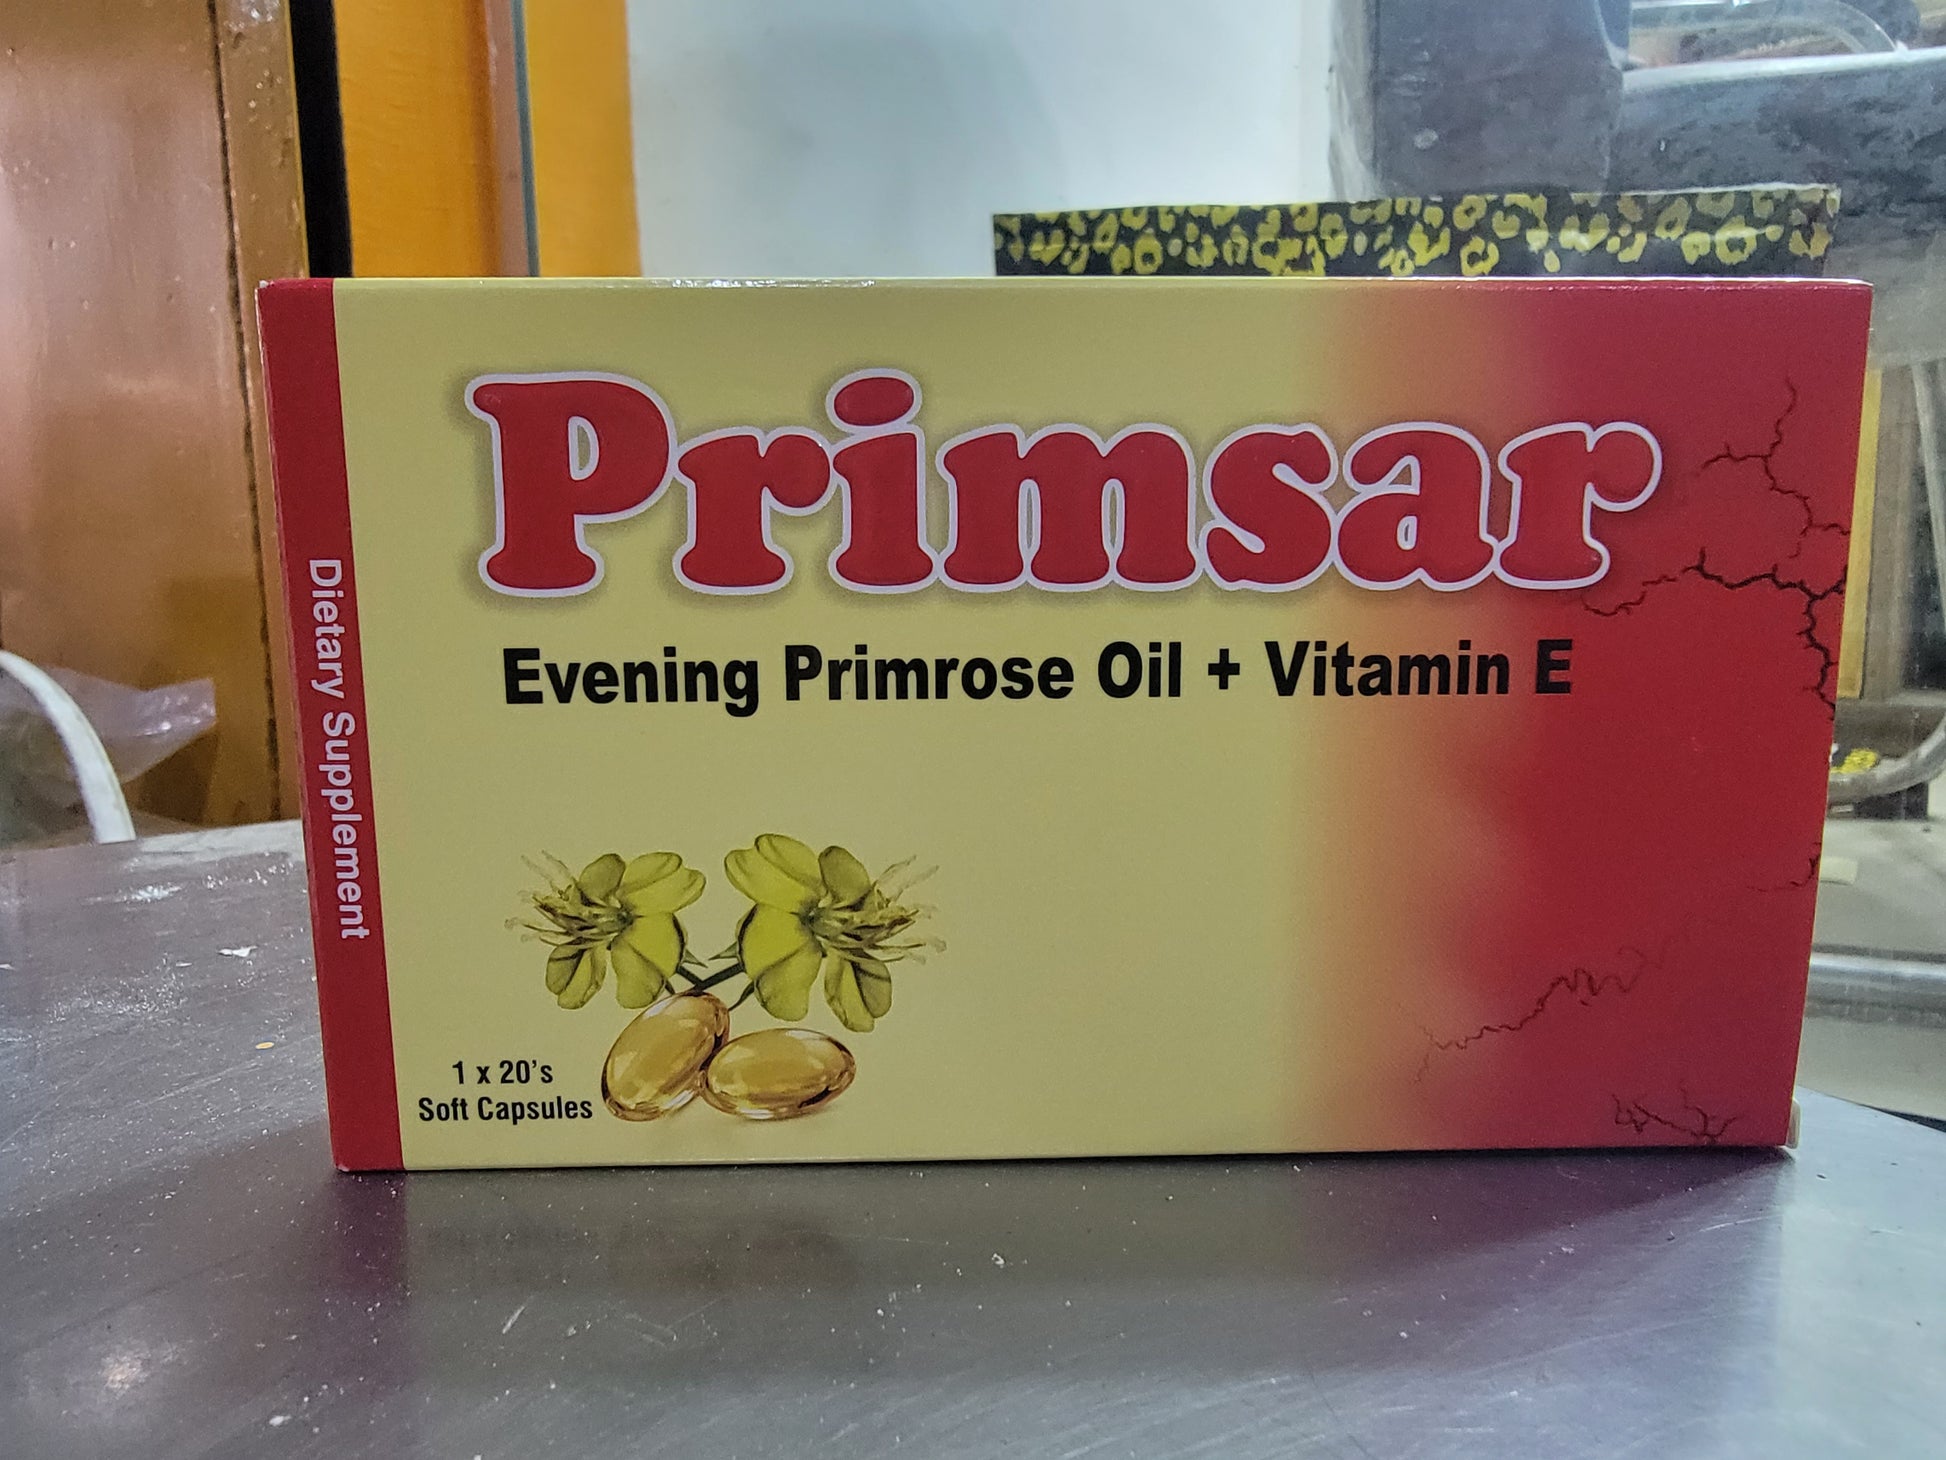 Primsar
Evening Primrose Oil + Vitamin E
1 x 20's
Soft Capsules
Dietary Supplement